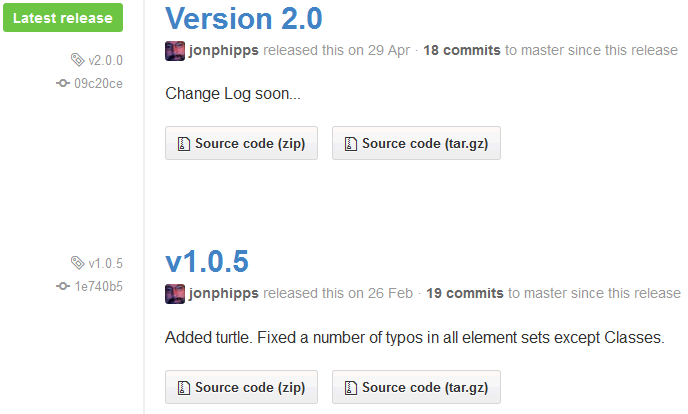 Latest release
Version 2.0
jonphipps released this on 29 Apr · 18 commits to master since this release
v2.0.0
09c20ce
Change Log soon...
Source code (zip) Source code (tar.gz)
v1.0.5
v1.0.5
jonphipps released this on 26 Feb · 19 commits to master since this release
1e740b5
Added turtle. Fixed a number of typos in all element sets except Classes.
Source code (zip) Source code (tar.gz)